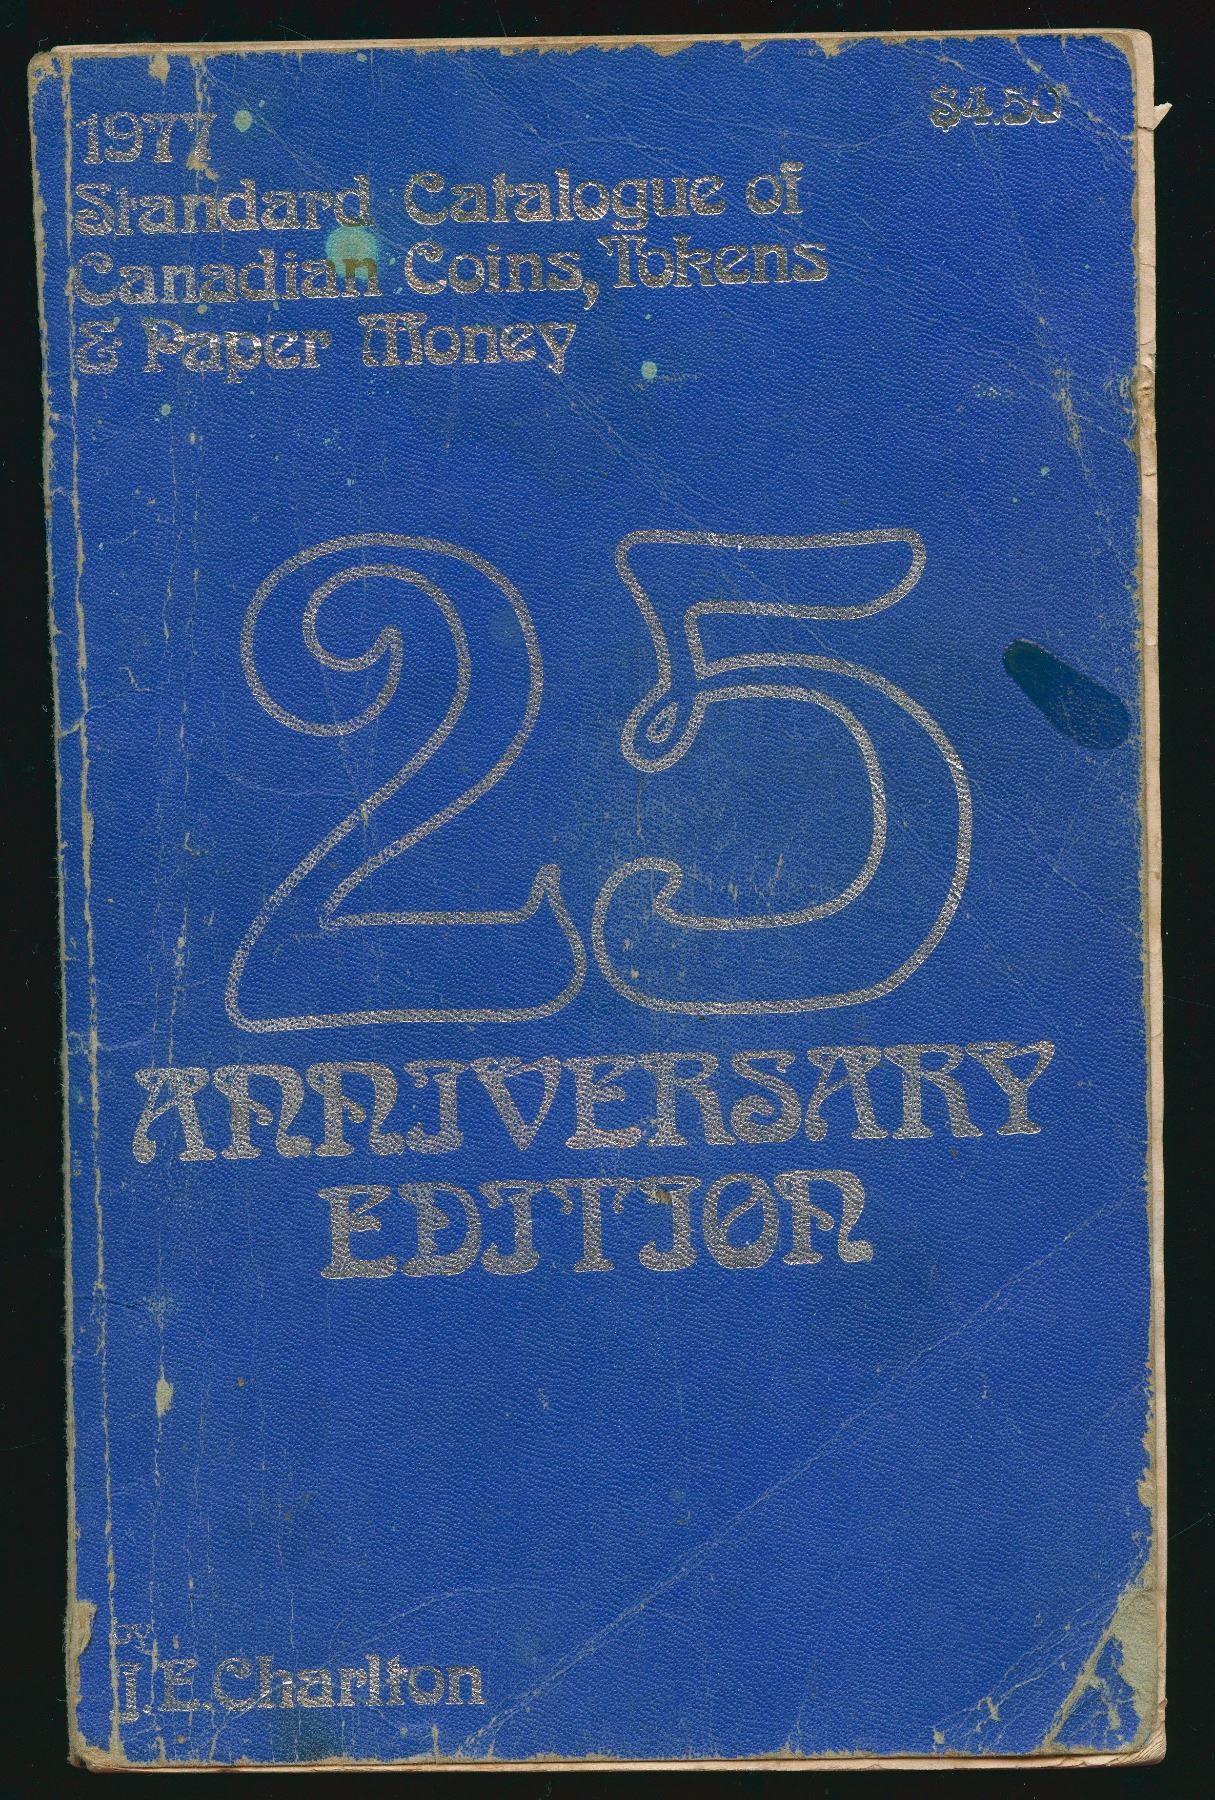 $4.50
1977
Standard Catalogue of
Canadian Coins, Tokens
& Paper Money
25
ANNIVERSARY
EDITION
by
J.E. Charlton